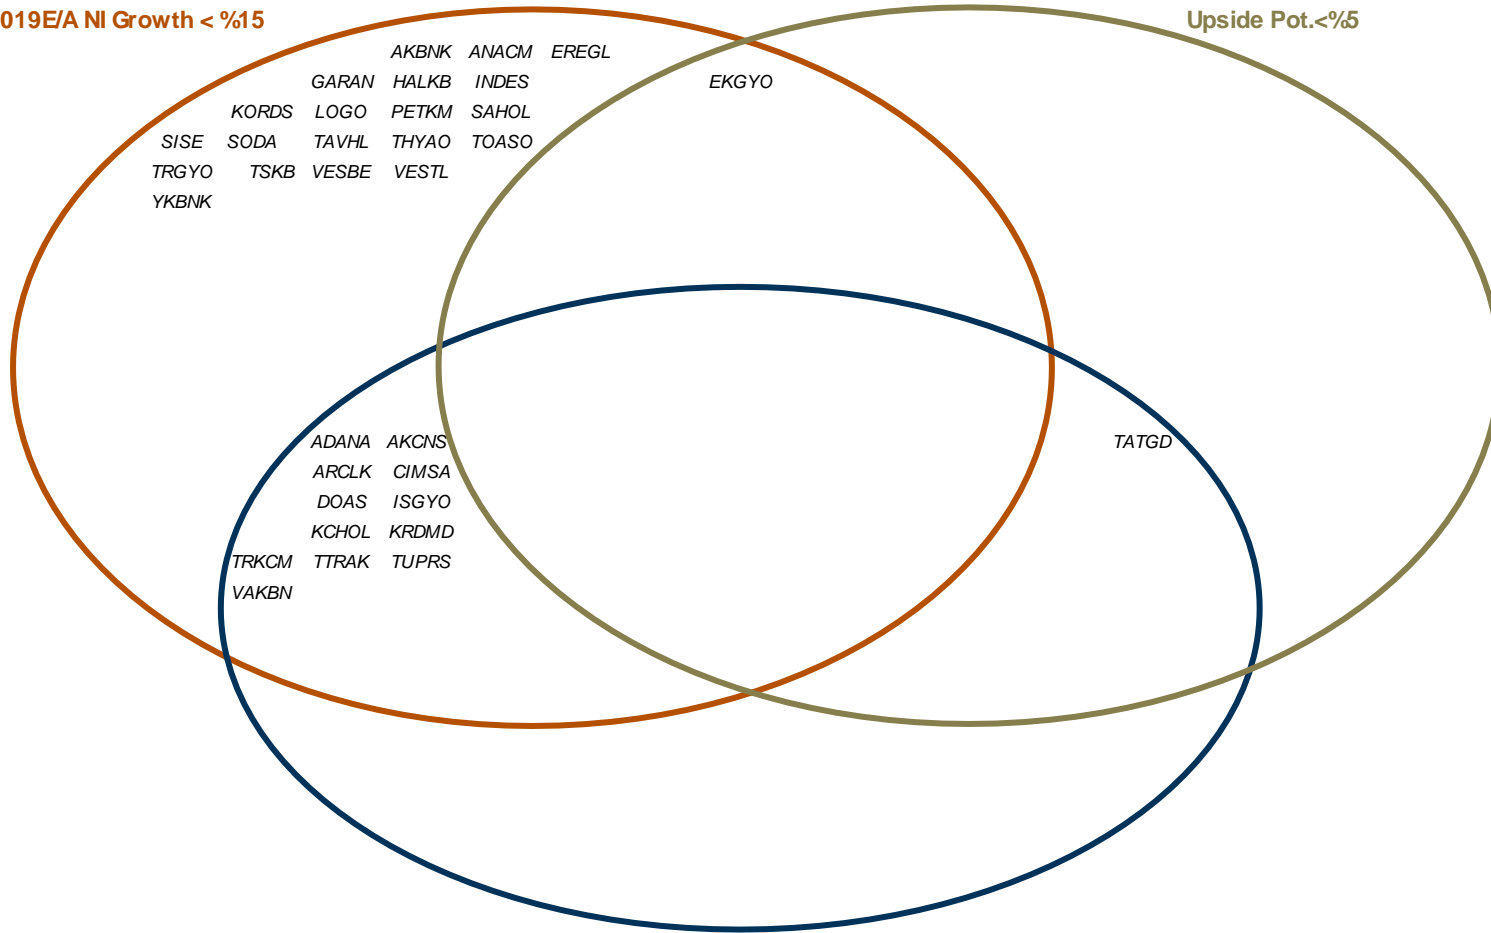 019E/A NI Growth < %15
Upside Pot.<%5
AKBNK ANACM EREGL
GARAN HALKB INDES
EKGYO
KORDS LOGO PETKM SAHOL
SISE SODA TAVHL THYAO TOASO
TRGYO TSKB VESBE VESTL
YKBNK
ADANA AKCNS
TATGD
ARCLK CIMSA
DOAS ISGYO
KCHOL KRDMD
TRKCM TTRAK TUPRS
VAKBN